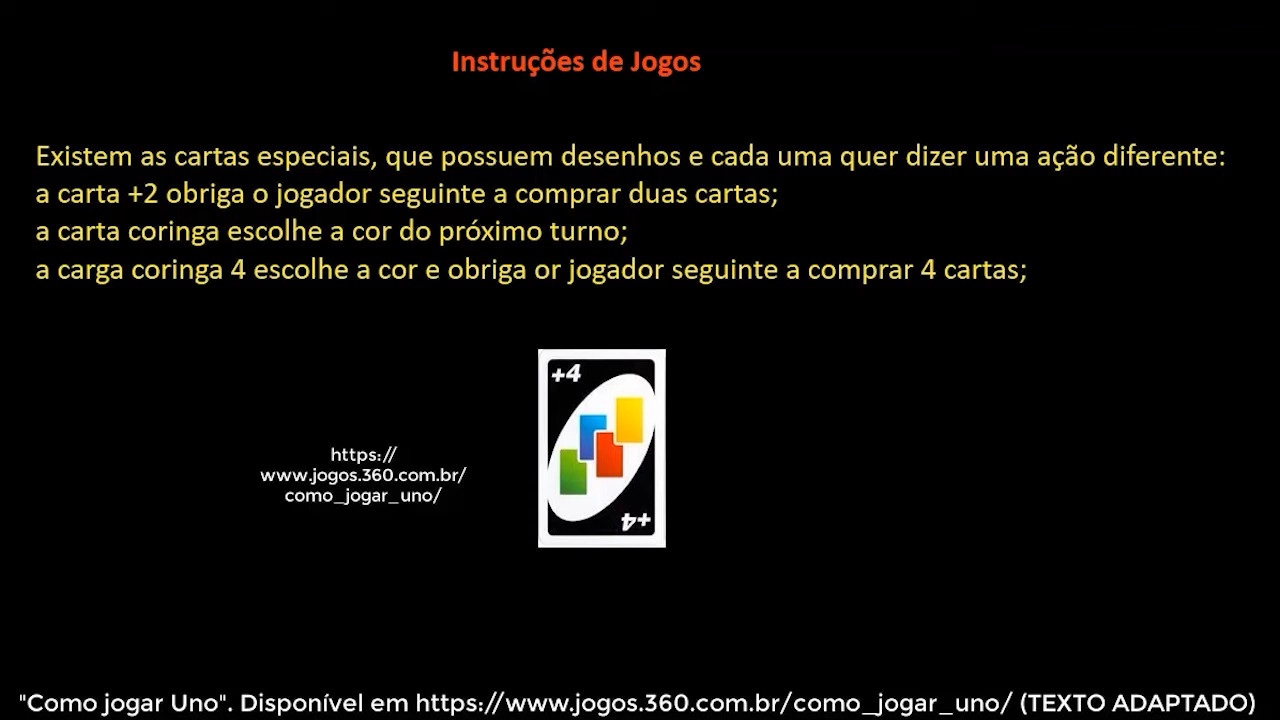 Instruções de Jogos
Existem as cartas especiais, que possuem desenhos e cada uma quer dizer uma ação diferente:
a carta +2 obriga o jogador seguinte a comprar duas cartas;
a carta coringa escolhe a cor do próximo turno;
a carga coringa 4 escolhe a cor e obriga or jogador seguinte a comprar 4 cartas;
+4
https://
www.jogos.360.com.br/
como_jogar_uno/
+4
"Como jogar Uno". Disponível em https://www.jogos.360.com.br/como_jogar_uno/ (TEXTO ADAPTADO)